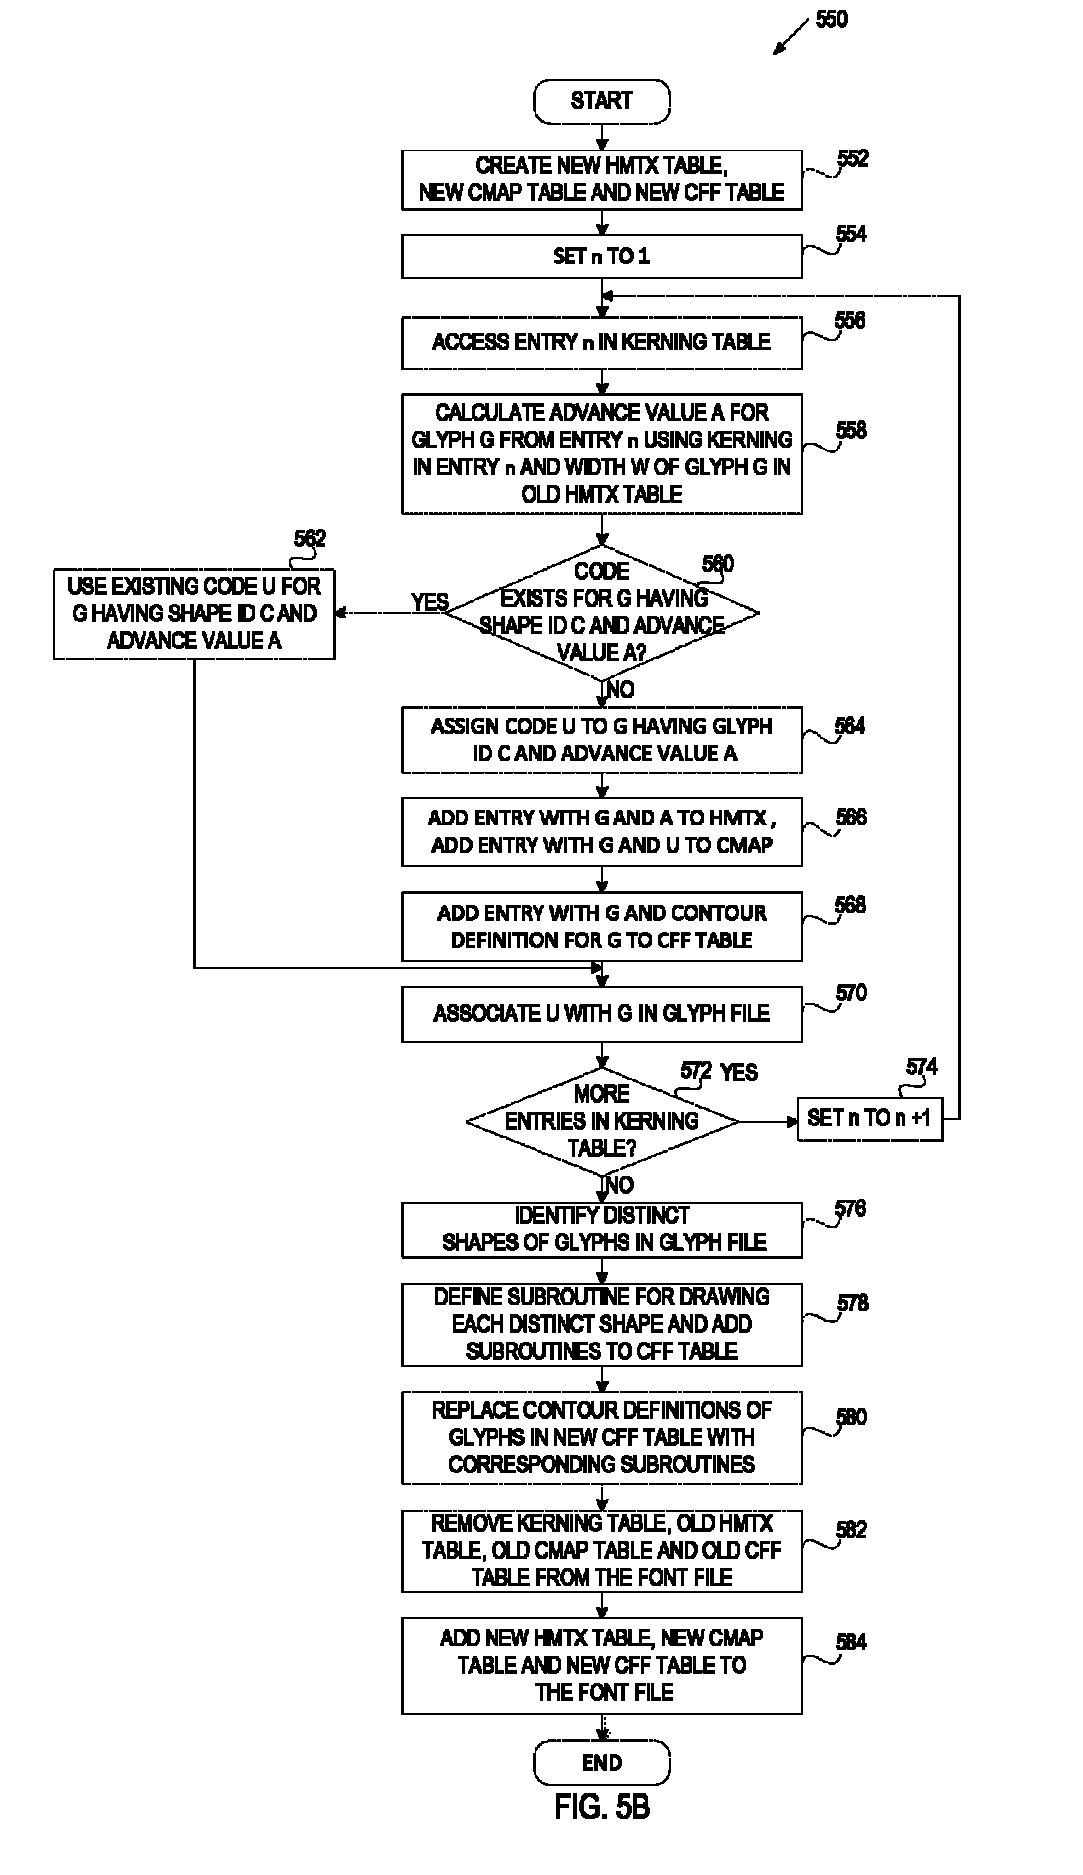 550
START
CREATE NEW HMTX TABLE,
NEW CMAP TABLE AND NEW CFF TABLE
552
SET n TO 1
554
ACCESS ENTRY n IN KERNING TABLE
556
CALCULATE ADVANCE VALUE A FOR
GLYPH G FROM ENTRY n USING KERNING
IN ENTRY n AND WIDTH W OF GLYPH G IN
OLD HMTX TABLE
558
CODE
EXISTS FOR G HAVING
SHAPE ID C AND ADVANCE
VALUE A?
560
YES
562
USE EXISTING CODE U FOR
G HAVING SHAPE ID C AND
ADVANCE VALUE A
NO
ASSIGN CODE U TO G HAVING GLYPH
ID C AND ADVANCE VALUE A
564
ADD ENTRY WITH G AND A TO HMTX ,
ADD ENTRY WITH G AND U TO CMAP
566
ADD ENTRY WITH G AND CONTOUR
DEFINITION FOR G TO CFF TABLE
568
ASSOCIATE U WITH G IN GLYPH FILE
570
MORE
ENTRIES IN KERNING
TABLE?
572
YES
574
SET n TO n +1
NO
IDENTIFY DISTINCT
SHAPES OF GLYPHS IN GLYPH FILE
576
DEFINE SUBROUTINE FOR DRAWING
EACH DISTINCT SHAPE AND ADD
SUBROUTINES TO CFF TABLE
578
REPLACE CONTOUR DEFINITIONS OF
GLYPHS IN NEW CFF TABLE WITH
CORRESPONDING SUBROUTINES
580
REMOVE KERNING TABLE, OLD HMTX
TABLE, OLD CMAP TABLE AND OLD CFF
TABLE FROM THE FONT FILE
582
ADD NEW HMTX TABLE, NEW CMAP
TABLE AND NEW CFF TABLE TO
THE FONT FILE
584
END
FIG. 5B